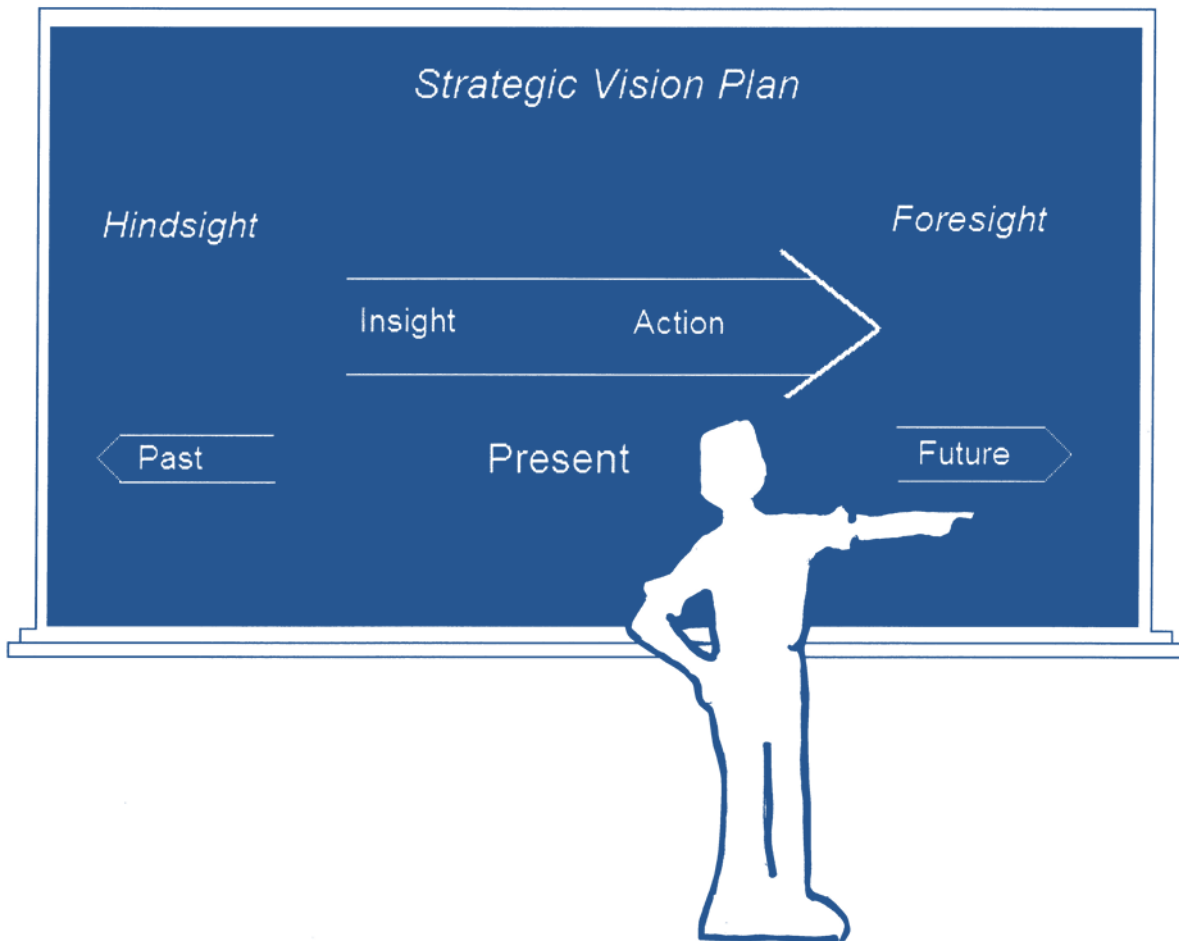 Strategic Vision Plan
Hindsight
Foresight
Insight
Action
Past
Present
Future